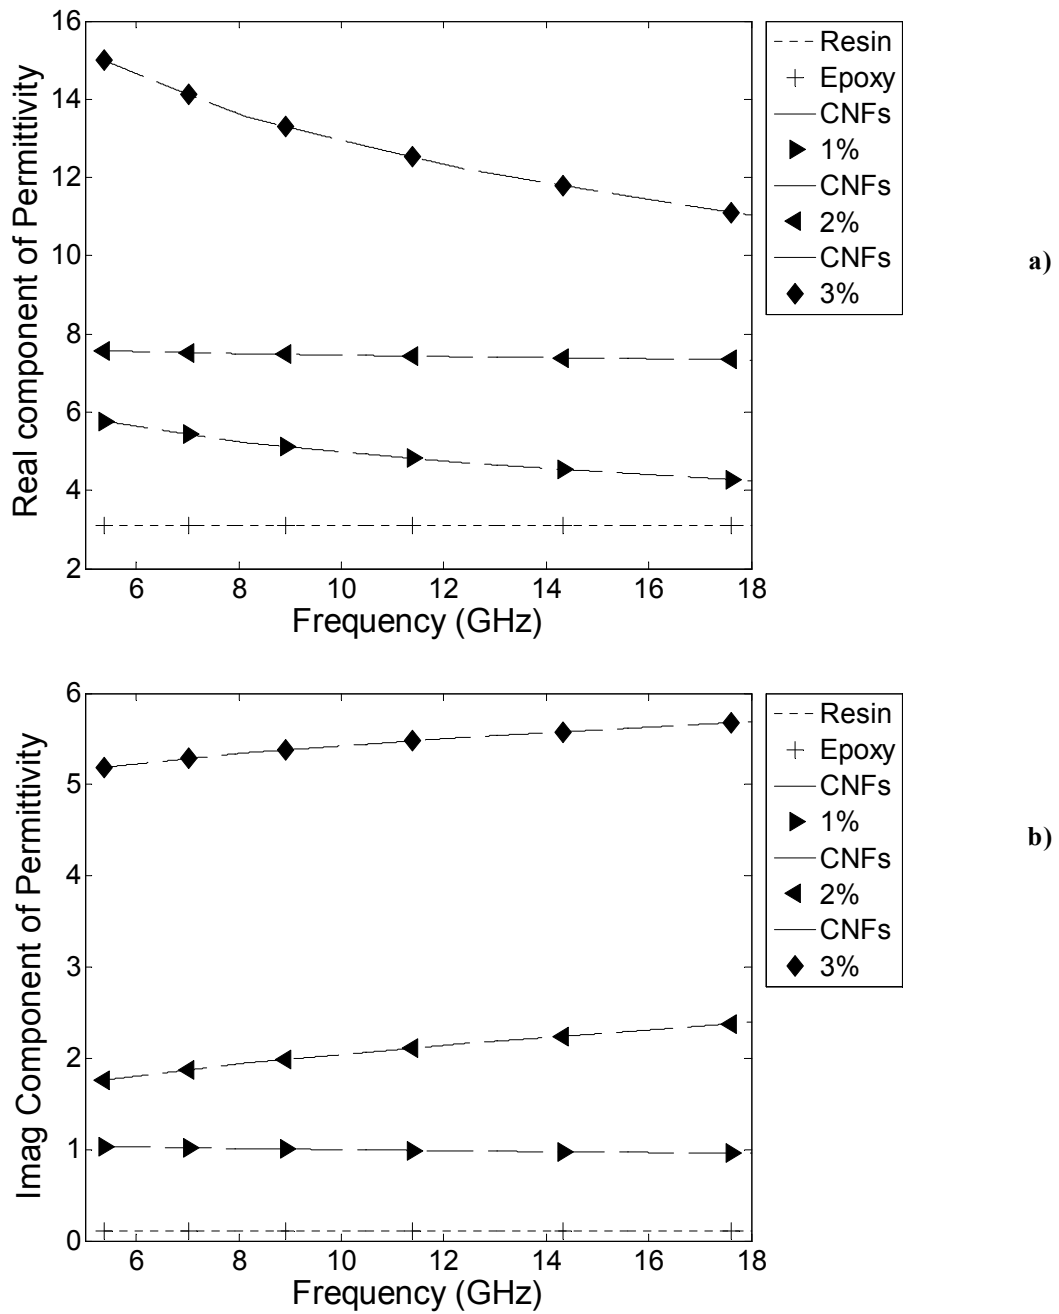 16
14
12
10
8
6
4
2
Real component of Permittivity
6 8 10 12 14 16 18
Frequency (GHz)
Resin
Epoxy
CNFs
1%
CNFs
2%
CNFs
3%
a)
6
5
4
3
2
1
0
Imag Component of Permittivity
6 8 10 12 14 16 18
Frequency (GHz)
Resin
Epoxy
CNFs
1%
CNFs
2%
CNFs
3%
b)